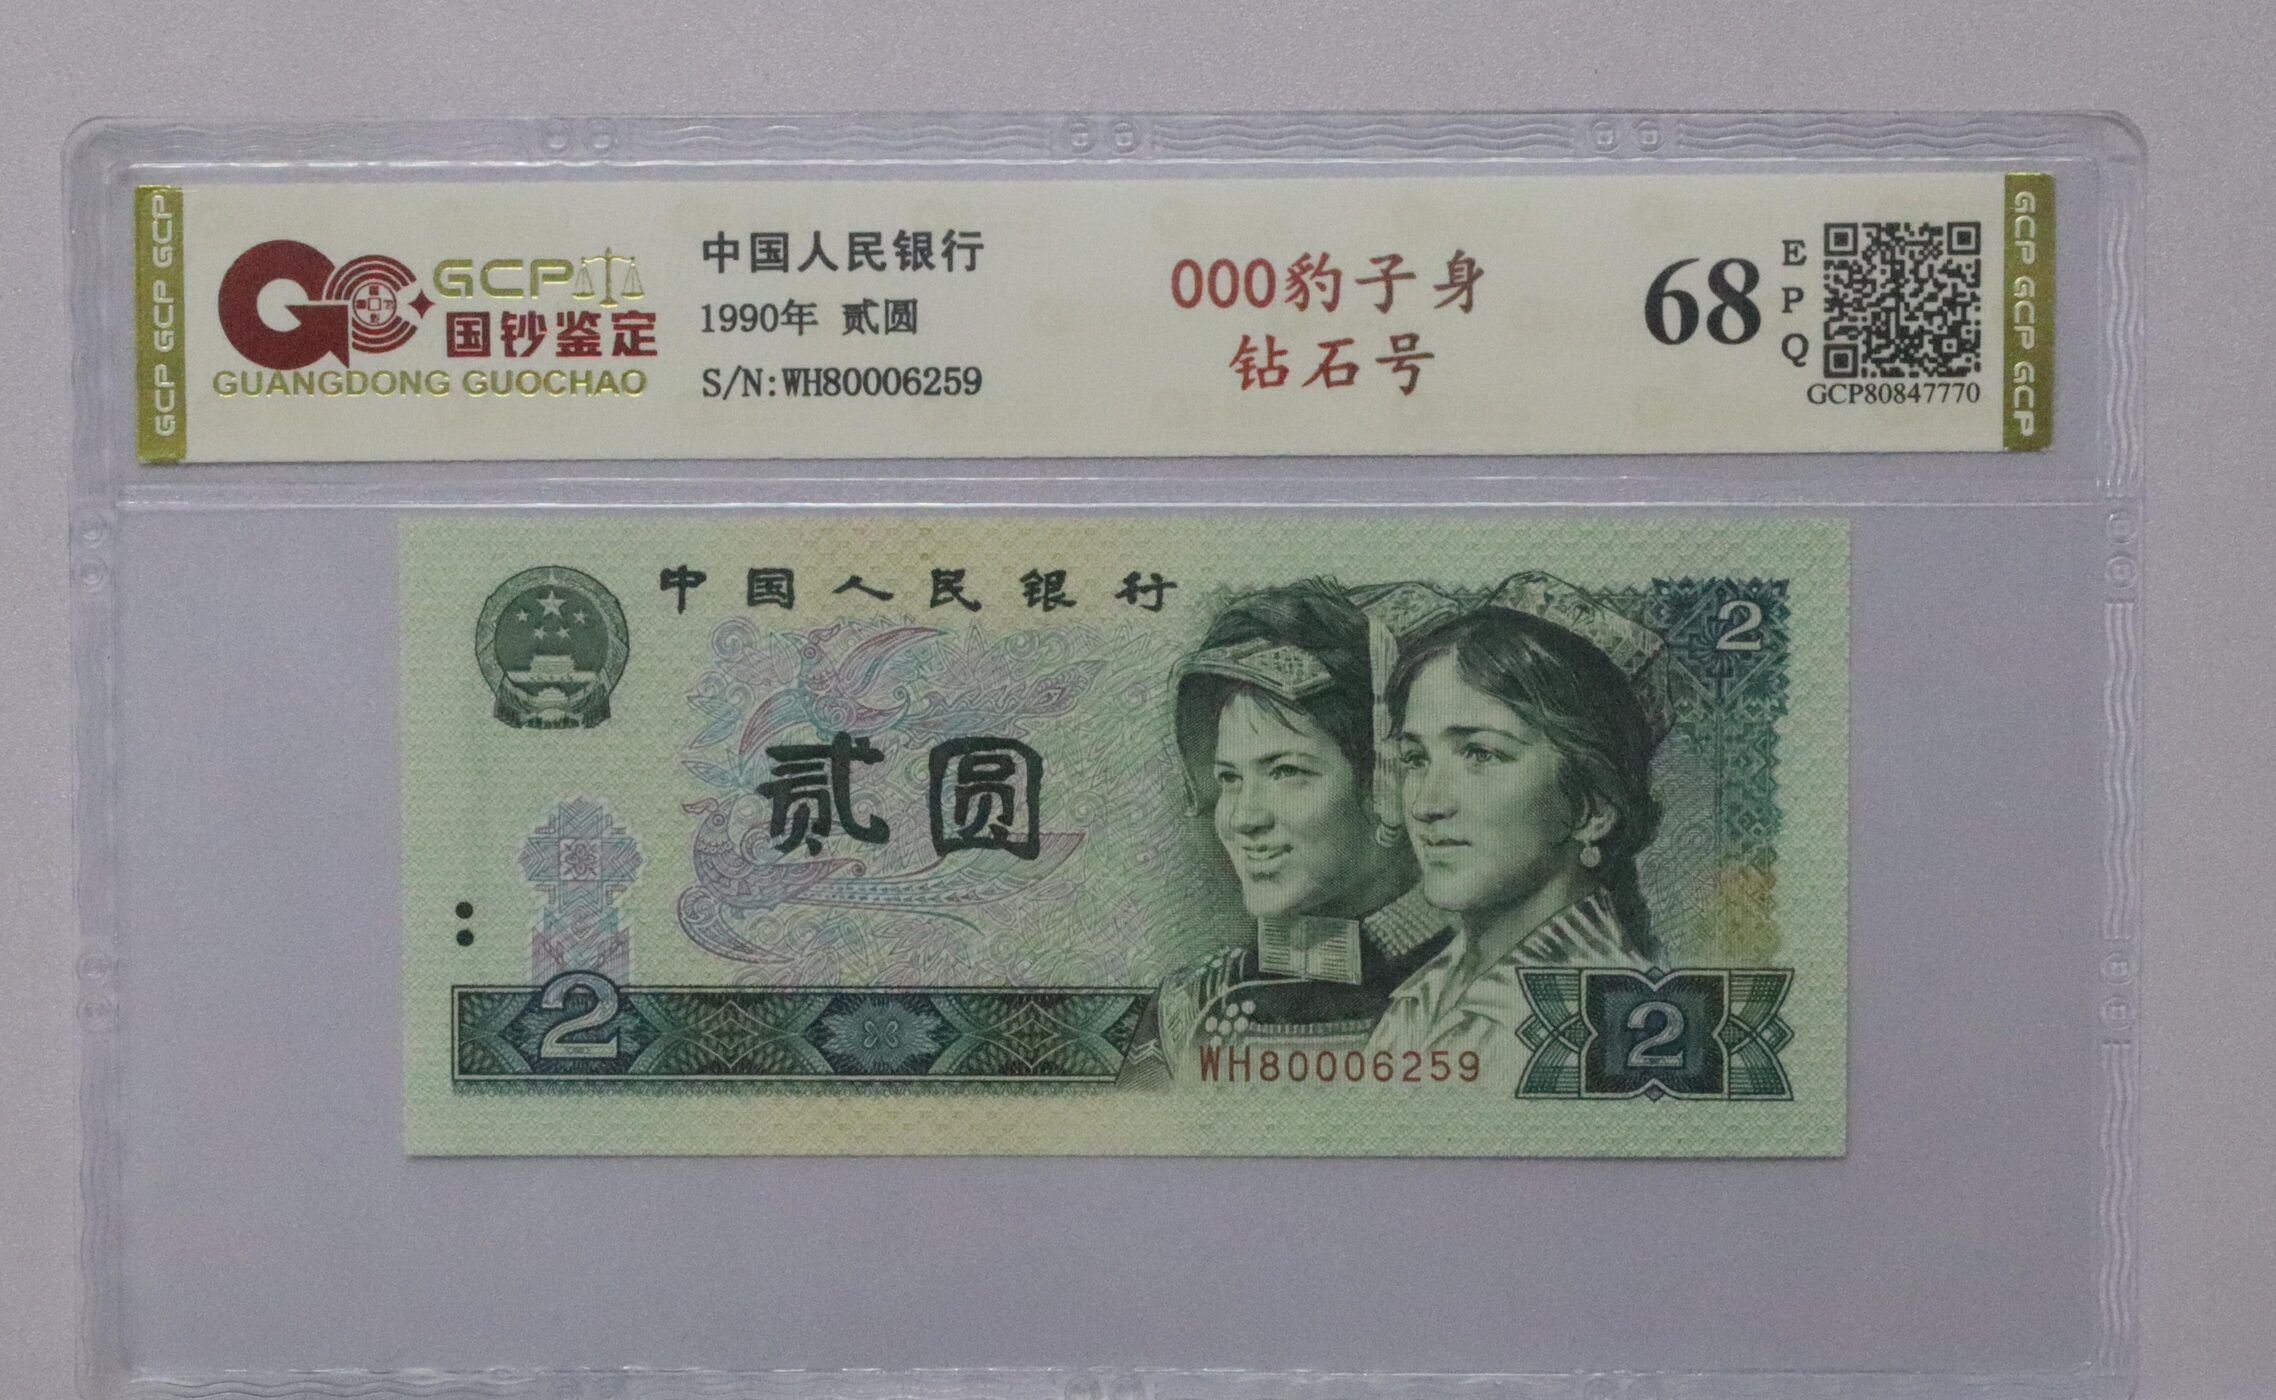 GCP GCP GCP
GCP
国钞鉴定
GUANGDONG GUOCHAO
中国人民银行
1990年 贰圆
S/N:WH80006259
000豹子身
钻石号
68
EPQ
GCP80847770
GCP GCP GCP
中国人民银行
2
贰圆
2
WH80006259
2